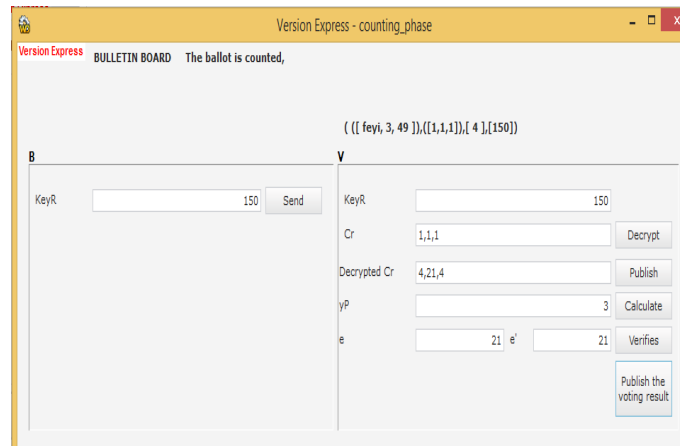 Version Express - counting_phase
Version Express BULLETIN BOARD The ballot is counted,
( ([ feyi, 3, 49 ]),([1,1,1]),[ 4 ],[150])
B
KeyR 150 Send
V
KeyR 150
Cr 1,1,1 Decrypt
Decrypted Cr 4,21,4 Publish
yP 3 Calculate
e 21 e' 21 Verifies
Publish the
voting result